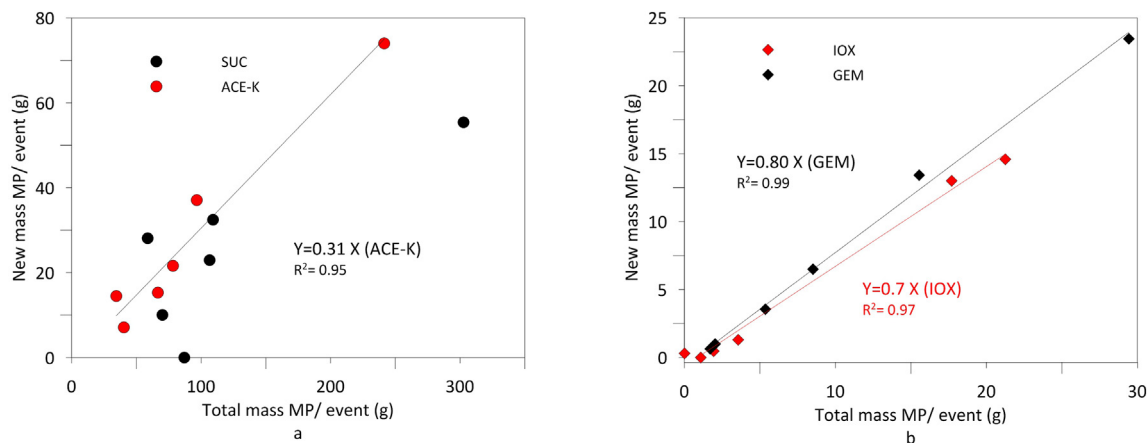 80
60
40
20
0
New mass MP/ event (g)
SUC
ACE-K
Y=0.31 X (ACE-K)
R²= 0.95
0
100
200
300
Total mass MP/ event (g)
a
25
20
15
10
5
0
New mass MP/ event (g)
IOX
GEM
Y=0.80 X (GEM)
R²= 0.99
Y=0.7 X (IOX)
R²= 0.97
0
10
20
30
Total mass MP/ event (g)
b